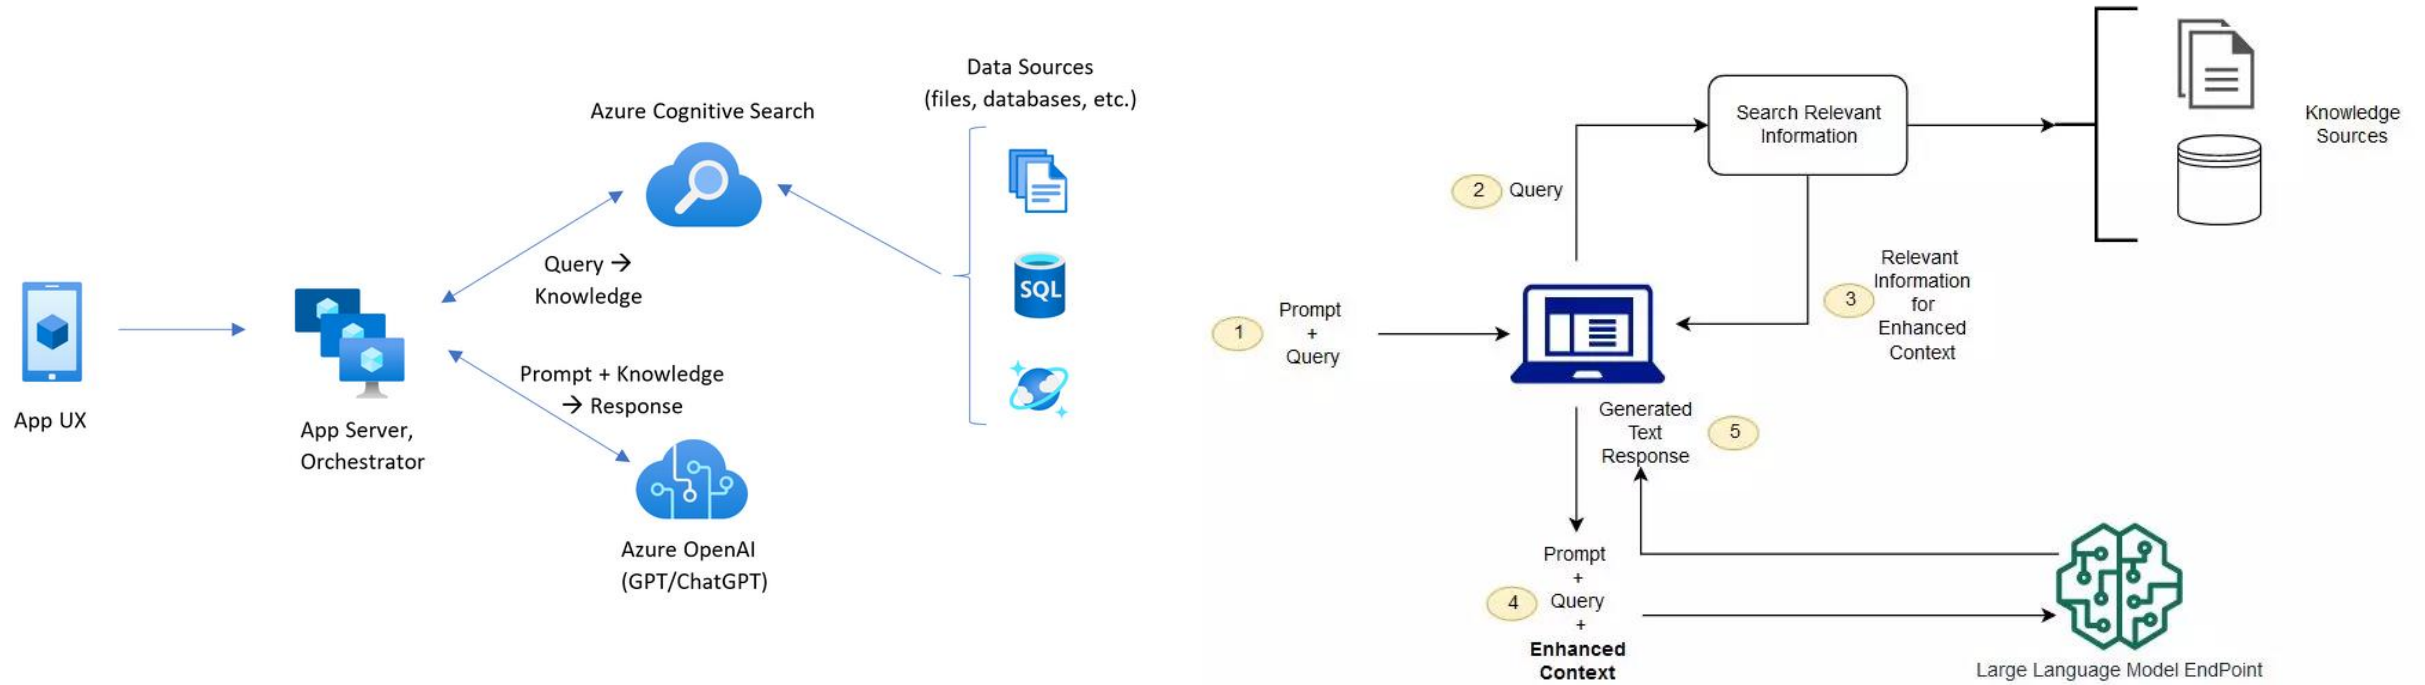 Data Sources
(files, databases, etc.)
Azure Cognitive Search
Query →
Knowledge
SQL
Prompt + Knowledge
→ Response
App UX
App Server,
Orchestrator
Azure OpenAI
(GPT/ChatGPT)
Search Relevant
Information
Knowledge
Sources
2 Query
Relevant
Information
for
Enhanced
Context
3
1
Prompt
+
Query
Generated
Text
Response
5
Prompt
+
4 Query
+
Enhanced
Context
Large Language Model EndPoint